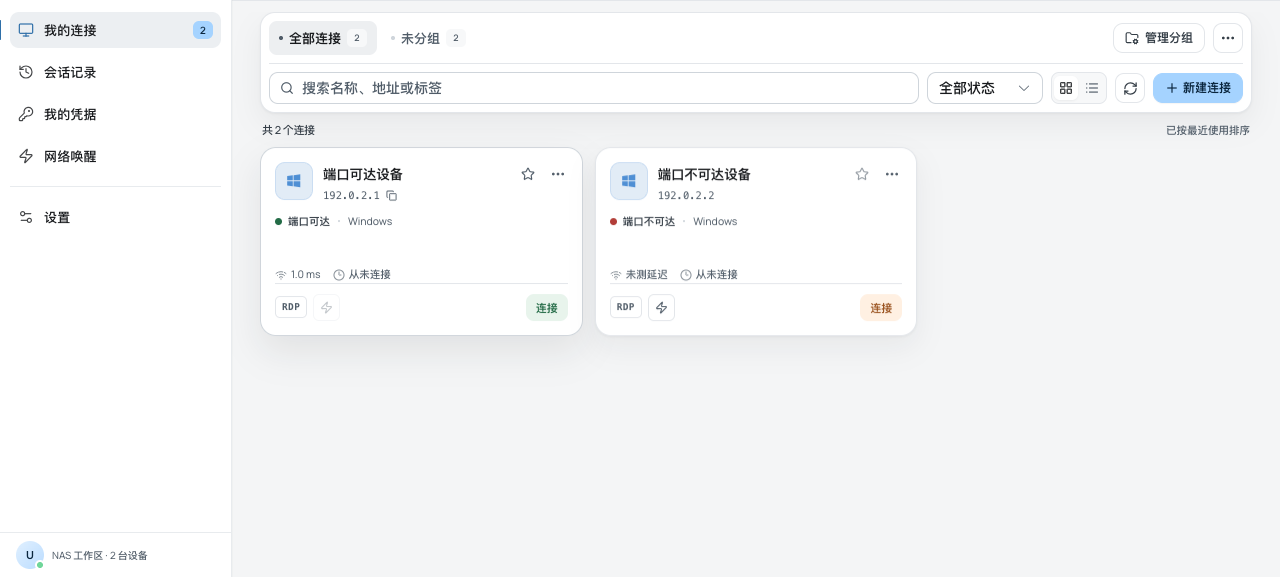 我的连接 2
会话记录
我的凭据
网络唤醒
设置
NAS 工作区 · 2 台设备
U
全部连接 2
未分组 2
管理分组
搜索名称、地址或标签
全部状态
新建连接
共 2 个连接
已按最近使用排序
端口可达设备
192.0.2.1
端口可达 · Windows
1.0 ms 从未连接
RDP
连接
端口不可达设备
192.0.2.2
端口不可达 · Windows
未测延迟 从未连接
RDP
连接